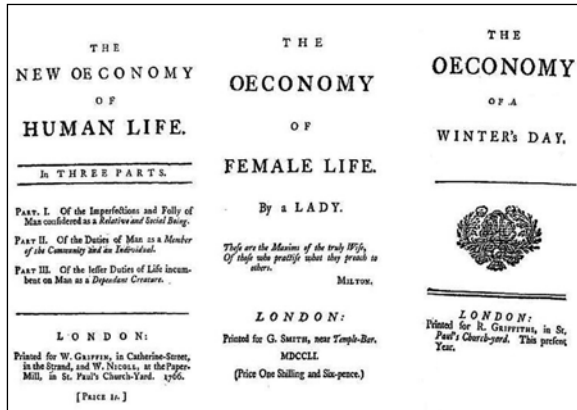 THE
NEW OECONOMY
OF
HUMAN LIFE.
In THREE PARTS.
PART. I. Of the Imperfections and Folly of
Man considered as a Relative and Social Being.
PART II. Of the Duties of Man as a Member
of the Community and an Individual.
PART III. Of the lesser Duties of Life incum-
bent on Man as a Dependant Creature.
LONDON:
Printed for W. GRIFFIN, in Catherine-Street,
in the Strand, and W. NICOLL, at the Paper-
Mill, in St. Paul's Church-Yard. 1766.
[PRICE 1s.]
THE
OECONOMY
OF
FEMALE LIFE.
By a LADY.
These are the Maxims of the truly Wise,
Of those who practise what they preach to
others.
MILTON.
LONDON:
Printed for G. SMITH, near Temple-Bar.
MDCCLI.
(Price One Shilling and Six-pence.)
THE
OECONOMY
OF A
WINTER's DAY.
LONDON:
Printed for R. GRIFFITHS, in St.
Paul's Church-yard. This present
Year.